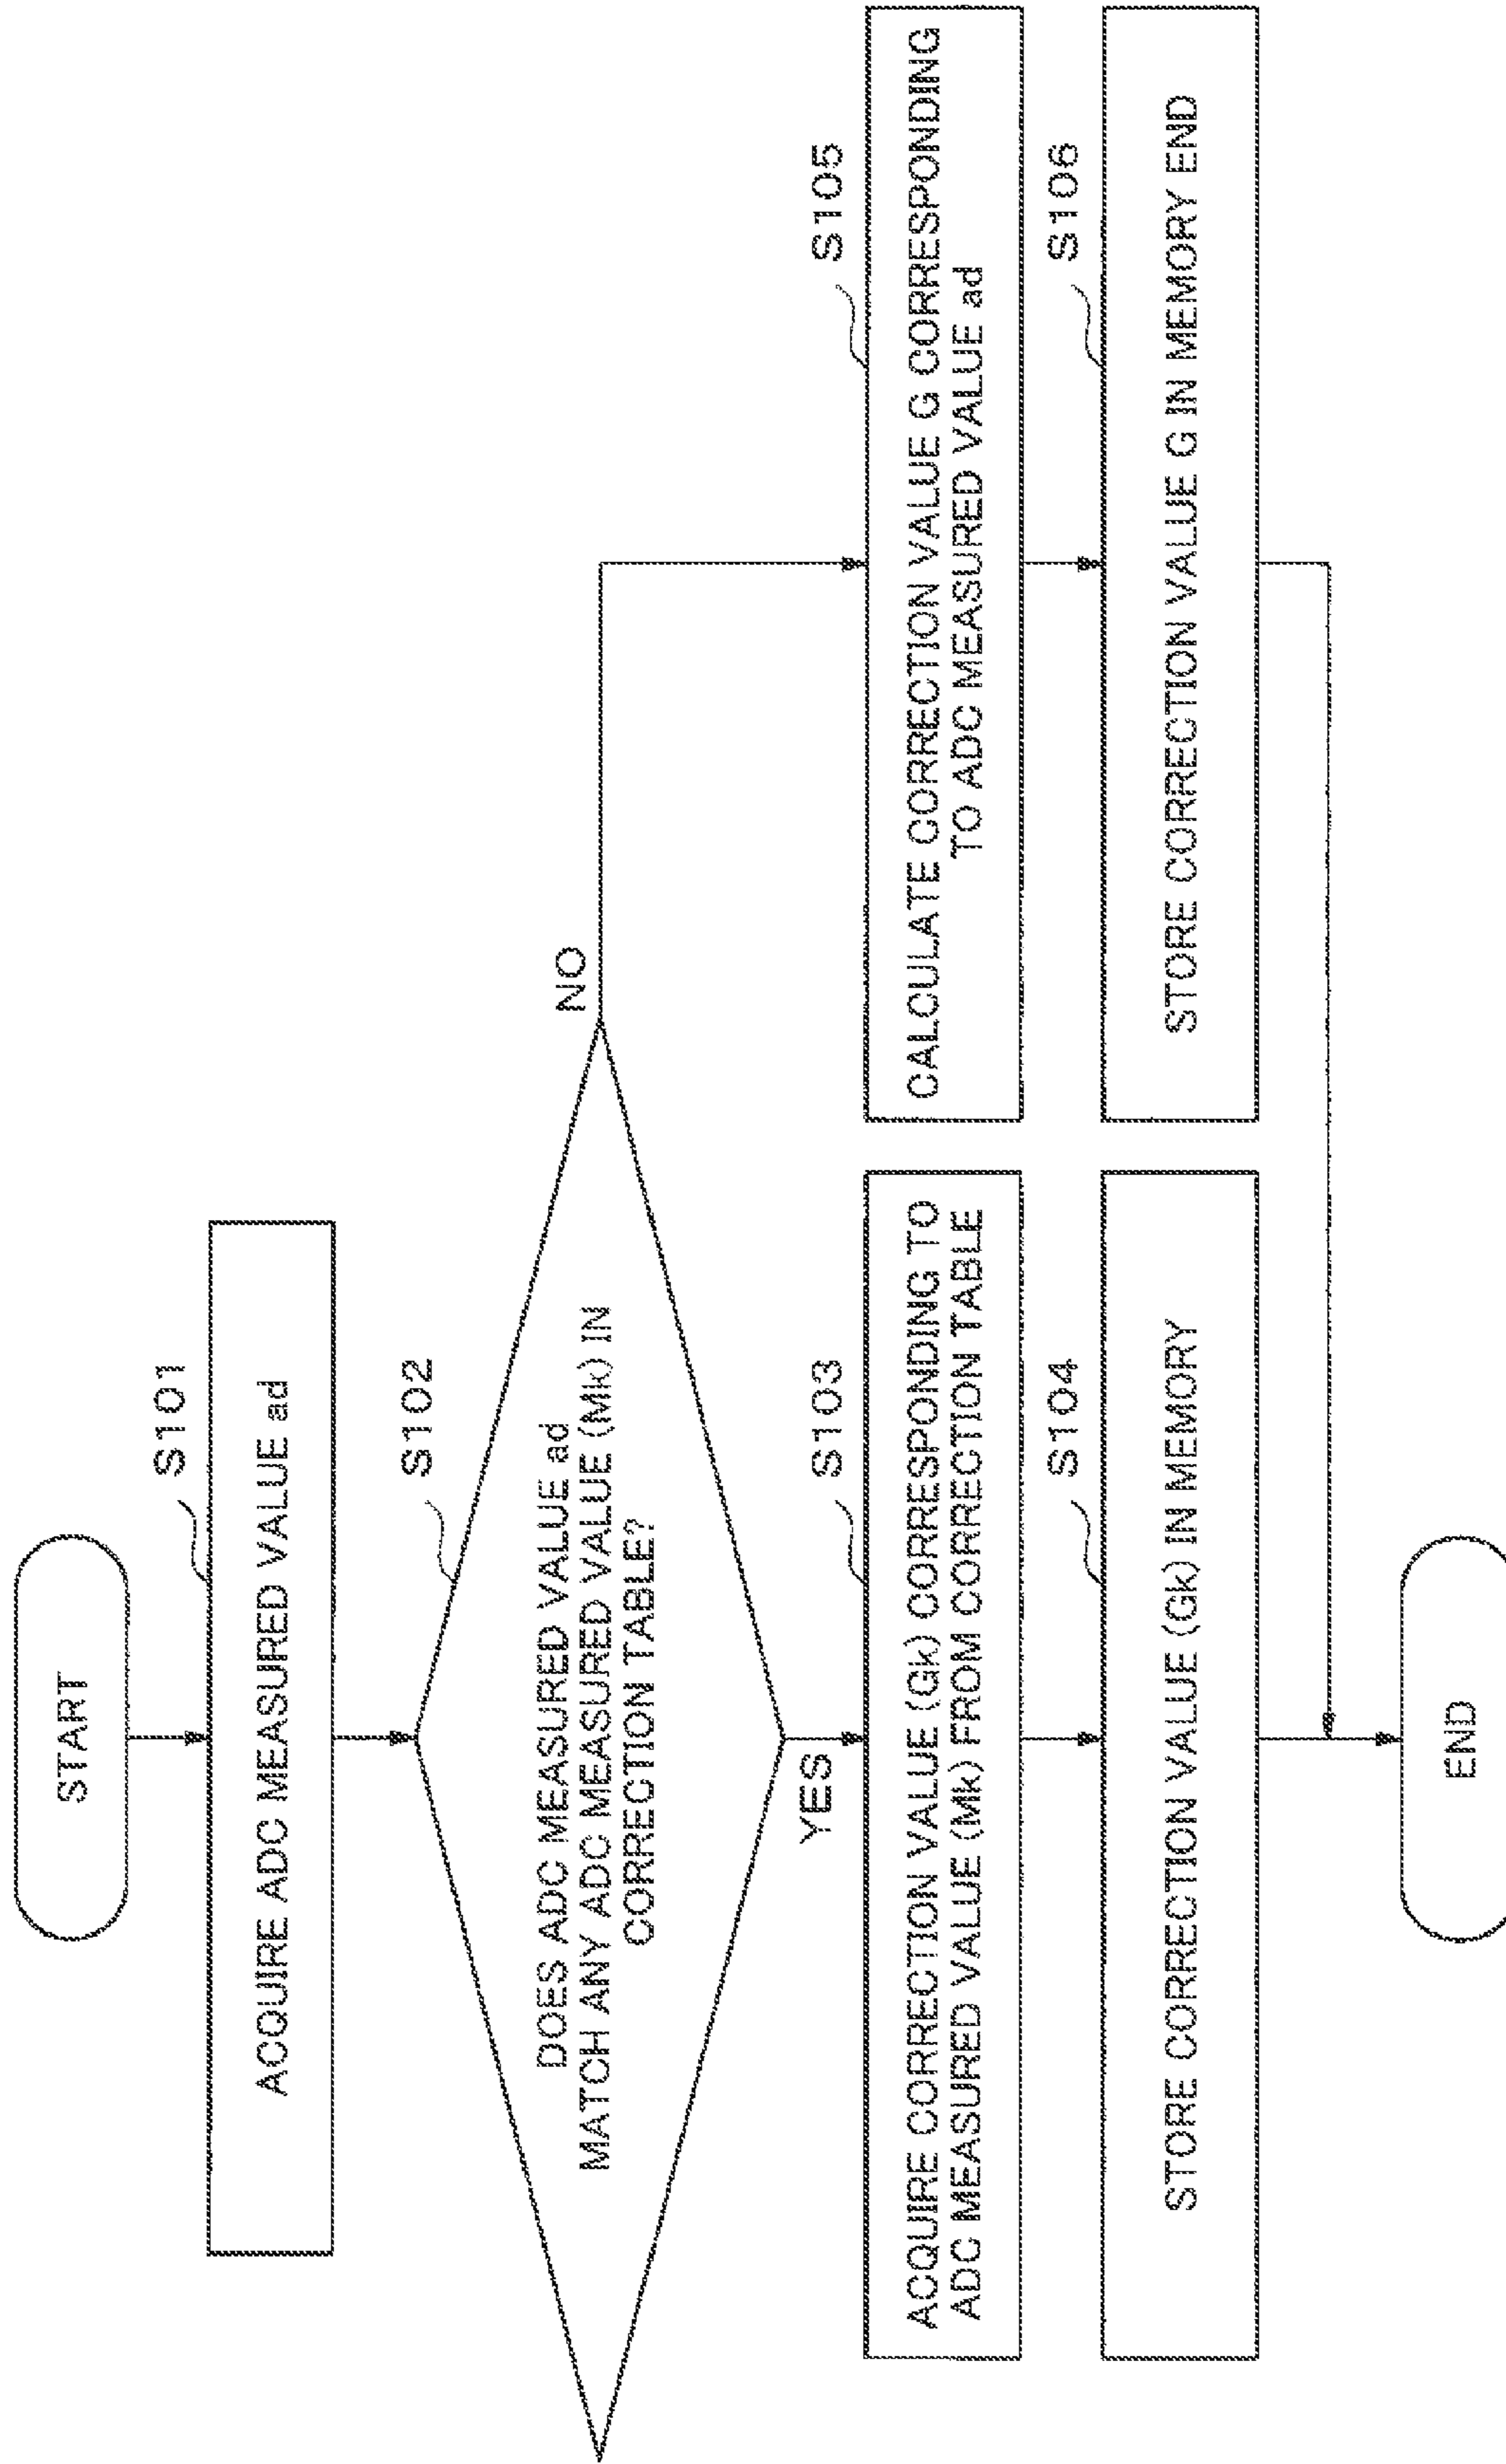 START
S101
ACQUIRE ADC MEASURED VALUE ad
S102
DOES ADC MEASURED VALUE ad
MATCH ANY ADC MEASURED VALUE (Mk) IN
CORRECTION TABLE?
NO
YES
S103
ACQUIRE CORRECTION VALUE (Gk) CORRESPONDING TO
ADC MEASURED VALUE (Mk) FROM CORRECTION TABLE
S104
STORE CORRECTION VALUE (Gk) IN MEMORY
S105
CALCULATE CORRECTION VALUE G CORRESPONDING
TO ADC MEASURED VALUE ad
S106
STORE CORRECTION VALUE G IN MEMORY END
END